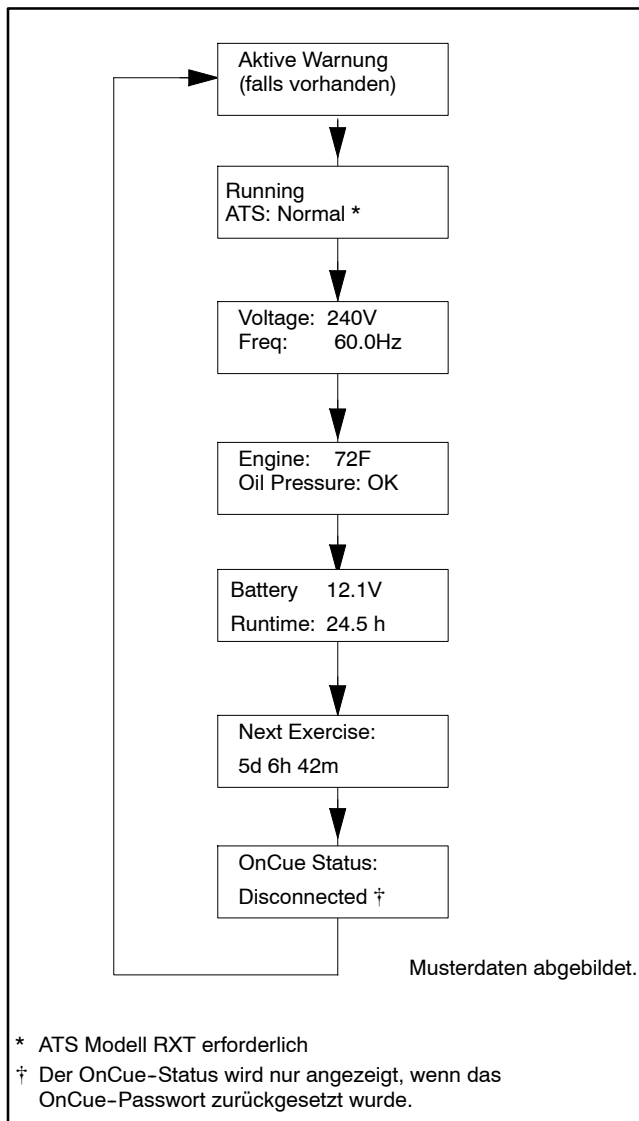 Aktive Warnung
(falls vorhanden)
Running
ATS: Normal *
Voltage: 240V
Freq: 60.0Hz
Engine: 72F
Oil Pressure: OK
Battery 12.1V
Runtime: 24.5 h
Next Exercise:
5d 6h 42m
OnCue Status:
Disconnected †
Musterdaten abgebildet.
* ATS Modell RXT erforderlich
† Der OnCue-Status wird nur angezeigt, wenn das
OnCue-Passwort zurückgesetzt wurde.